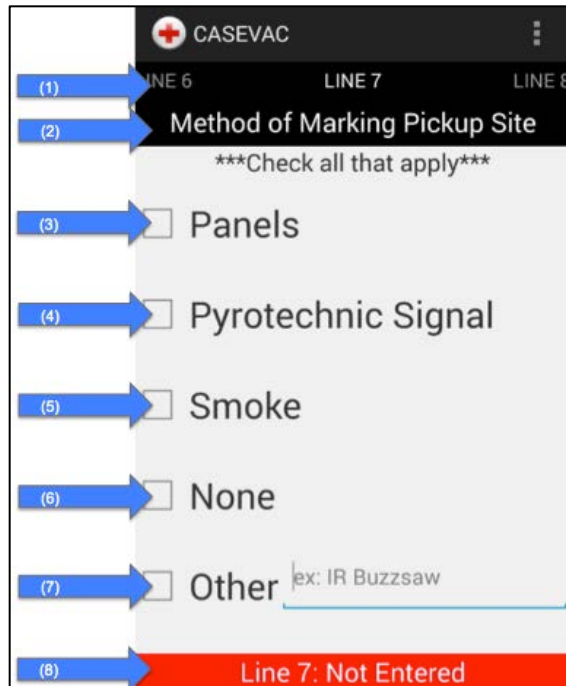 CASEVAC
(1) INE 6 LINE 7 LINE 8
(2) Method of Marking Pickup Site
***Check all that apply***
(3) Panels
(4) Pyrotechnic Signal
(5) Smoke
(6) None
(7) Other ex: IR Buzzsaw
(8) Line 7: Not Entered